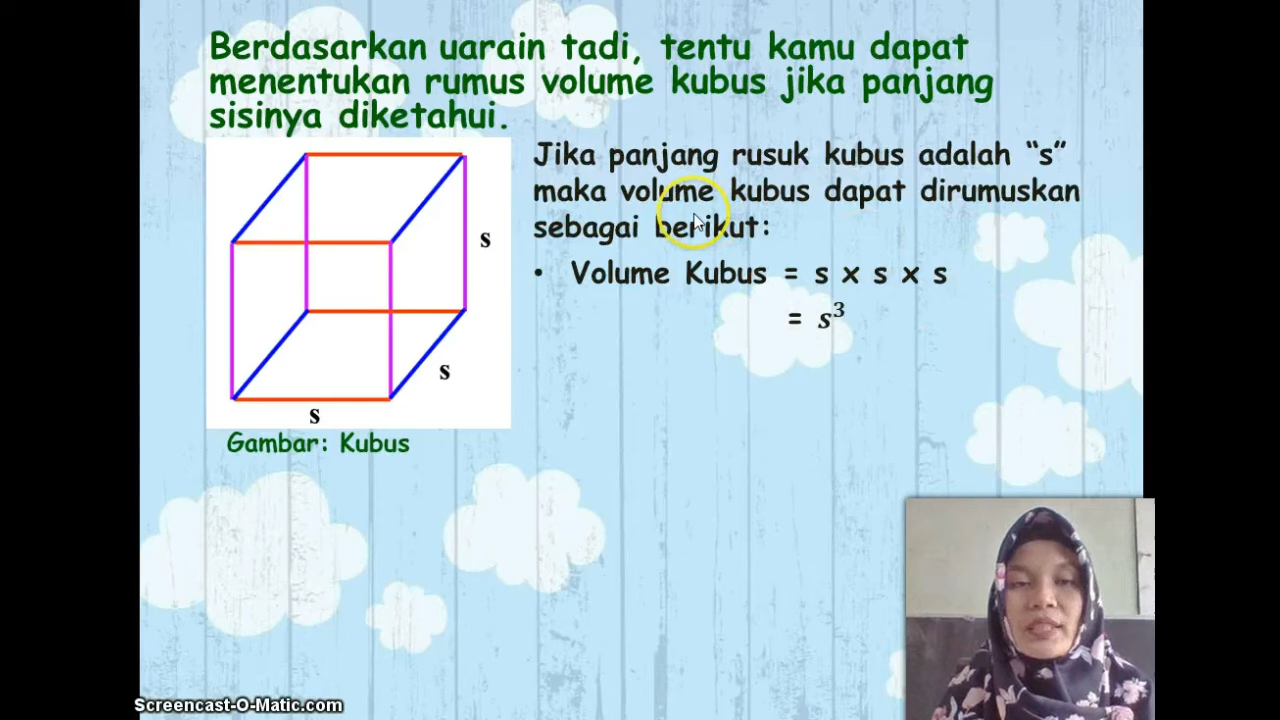 Berdasarkan uarain tadi, tentu kamu dapat
menentukan rumus volume kubus jika panjang
sisinya diketahui.
Jika panjang rusuk kubus adalah “s”
maka volume kubus dapat dirumuskan
sebagai berikut:
• Volume Kubus = s x s x s
= s³
s
s
s
Gambar: Kubus
Screencast-O-Matic.com